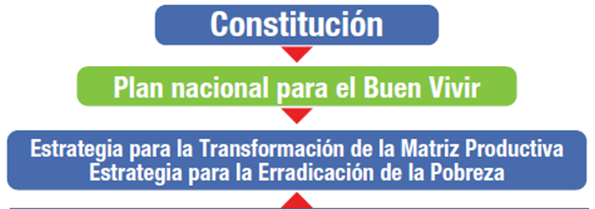 Constitución
Plan nacional para el Buen Vivir
Estrategia para la Transformación de la Matriz Productiva
Estrategia para la Erradicación de la Pobreza